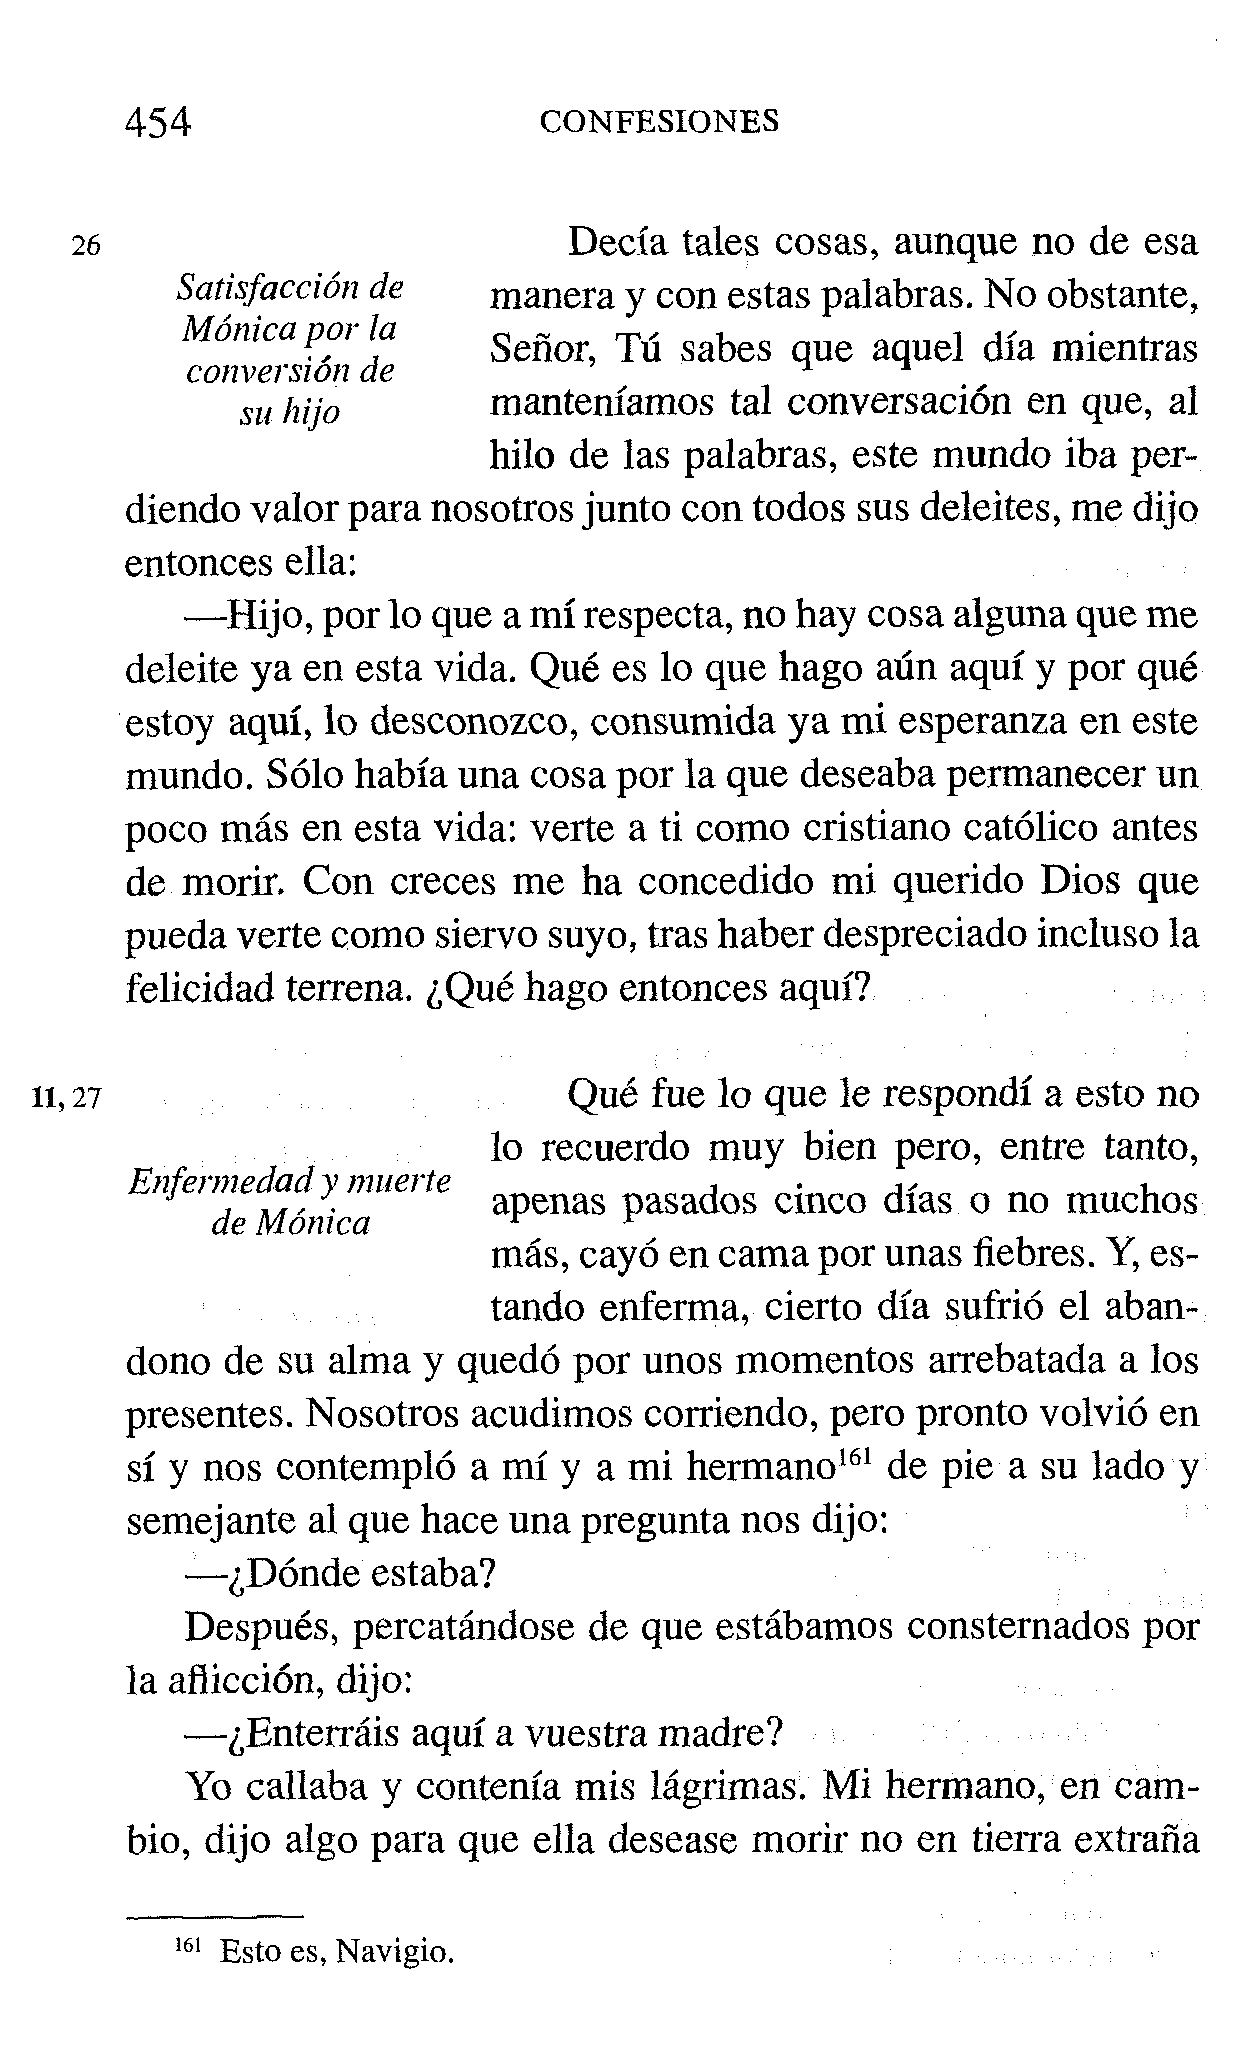 454 CONFESIONES
26
Satisfacción de
Mónica por la
conversión de
su hijo
Decía tales cosas, aunque no de esa
manera y con estas palabras. No obstante,
Señor, Tú sabes que aquel día mientras
manteníamos tal conversación en que, al
hilo de las palabras, este mundo iba per-
diendo valor para nosotros junto con todos sus deleites, me dijo
entonces ella:
—Hijo, por lo que a mí respecta, no hay cosa alguna que me
deleite ya en esta vida. Qué es lo que hago aún aquí y por qué
estoy aquí, lo desconozco, consumida ya mi esperanza en este
mundo. Sólo había una cosa por la que deseaba permanecer un
poco más en esta vida: verte a ti como cristiano católico antes
de morir. Con creces me ha concedido mi querido Dios que
pueda verte como siervo suyo, tras haber despreciado incluso la
felicidad terrena. ¿Qué hago entonces aquí?
11, 27
Enfermedad y muerte
de Mónica
Qué fue lo que le respondí a esto no
lo recuerdo muy bien pero, entre tanto,
apenas pasados cinco días o no muchos
más, cayó en cama por unas fiebres. Y, es-
tando enferma, cierto día sufrió el aban-
dono de su alma y quedó por unos momentos arrebatada a los
presentes. Nosotros acudimos corriendo, pero pronto volvió en
sí y nos contempló a mí y a mi hermano¹⁶¹ de pie a su lado y
semejante al que hace una pregunta nos dijo:
—¿Dónde estaba?
Después, percatándose de que estábamos consternados por
la aflicción, dijo:
—¿Enterráis aquí a vuestra madre?
Yo callaba y contenía mis lágrimas. Mi hermano, en cam-
bio, dijo algo para que ella desease morir no en tierra extraña
¹⁶¹ Esto es, Navigio.